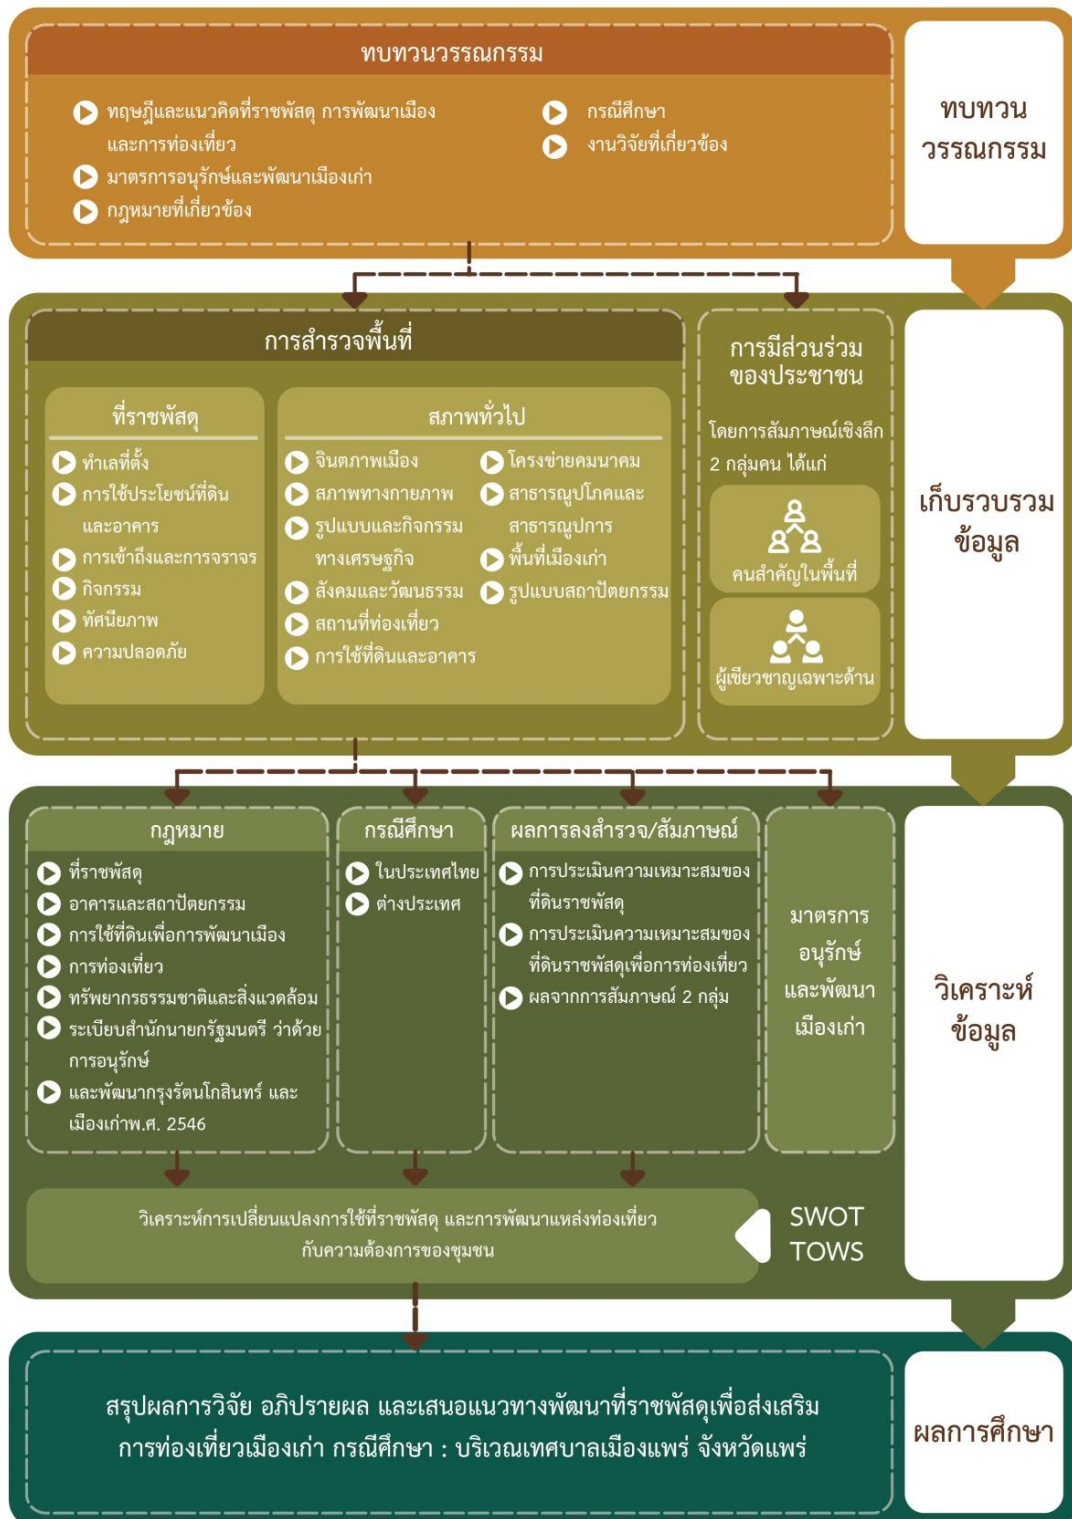 ทบทวนวรรณกรรม
ทฤษฎีและแนวคิดที่ราชพัสดุ การพัฒนาเมือง
และการท่องเที่ยว
มาตรการอนุรักษ์และพัฒนาเมืองเก่า
กฎหมายที่เกี่ยวข้อง
กรณีศึกษา
งานวิจัยที่เกี่ยวข้อง
ทบทวน
วรรณกรรม
การสำรวจพื้นที่
ที่ราชพัสดุ
ทำเลที่ตั้ง
การใช้ประโยชน์ที่ดิน
และอาคาร
การเข้าถึงและการจราจร
กิจกรรม
ทัศนียภาพ
ความปลอดภัย
สภาพทั่วไป
จินตภาพเมือง
สภาพทางกายภาพ
รูปแบบและกิจกรรม
ทางเศรษฐกิจ
สังคมและวัฒนธรรม
สถานที่ท่องเที่ยว
การใช้ที่ดินและอาคาร
โครงข่ายคมนาคม
สาธารณูปโภคและ
สาธารณูปการ
พื้นที่เมืองเก่า
รูปแบบสถาปัตยกรรม
การมีส่วนร่วม
ของประชาชน
โดยการสัมภาษณ์เชิงลึก
2 กลุ่มคน ได้แก่
คนสำคัญในพื้นที่
ผู้เชียวชาญเฉพาะด้าน
เก็บรวบรวม
ข้อมูล
กฎหมาย
ที่ราชพัสดุ
อาคารและสถาปัตยกรรม
การใช้ที่ดินเพื่อการพัฒนาเมือง
การท่องเที่ยว
ทรัพยากรธรรมชาติและสิ่งแวดล้อม
ระเบียบสำนักนายกรัฐมนตรี ว่าด้วย
การอนุรักษ์
และพัฒนากรุงรัตนโกสินทร์ และ
เมืองเก่าพ.ศ. 2546
กรณีศึกษา
ในประเทศไทย
ต่างประเทศ
ผลการลงสำรวจ/สัมภาษณ์
การประเมินความเหมาะสมของ
ที่ดินราชพัสดุ
การประเมินความเหมาะสมของ
ที่ดินราชพัสดุเพื่อการท่องเที่ยว
ผลจากการสัมภาษณ์ 2 กลุ่ม
มาตรการ
อนุรักษ์
และพัฒนา
เมืองเก่า
วิเคราะห์
ข้อมูล
วิเคราะห์การเปลี่ยนแปลงการใช้ที่ราชพัสดุ และการพัฒนาแหล่งท่องเที่ยว
กับความต้องการของชุมชน
SWOT
TOWS
สรุปผลการวิจัย อภิปรายผล และเสนอแนวทางพัฒนาที่ราชพัสดุเพื่อส่งเสริม
การท่องเที่ยวเมืองเก่า กรณีศึกษา : บริเวณเทศบาลเมืองแพร่ จังหวัดแพร่
ผลการศึกษา